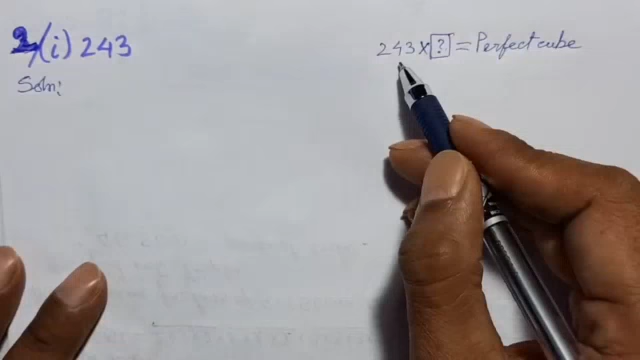 2/(i) 243
243 x ? = Perfect cube
Soln: